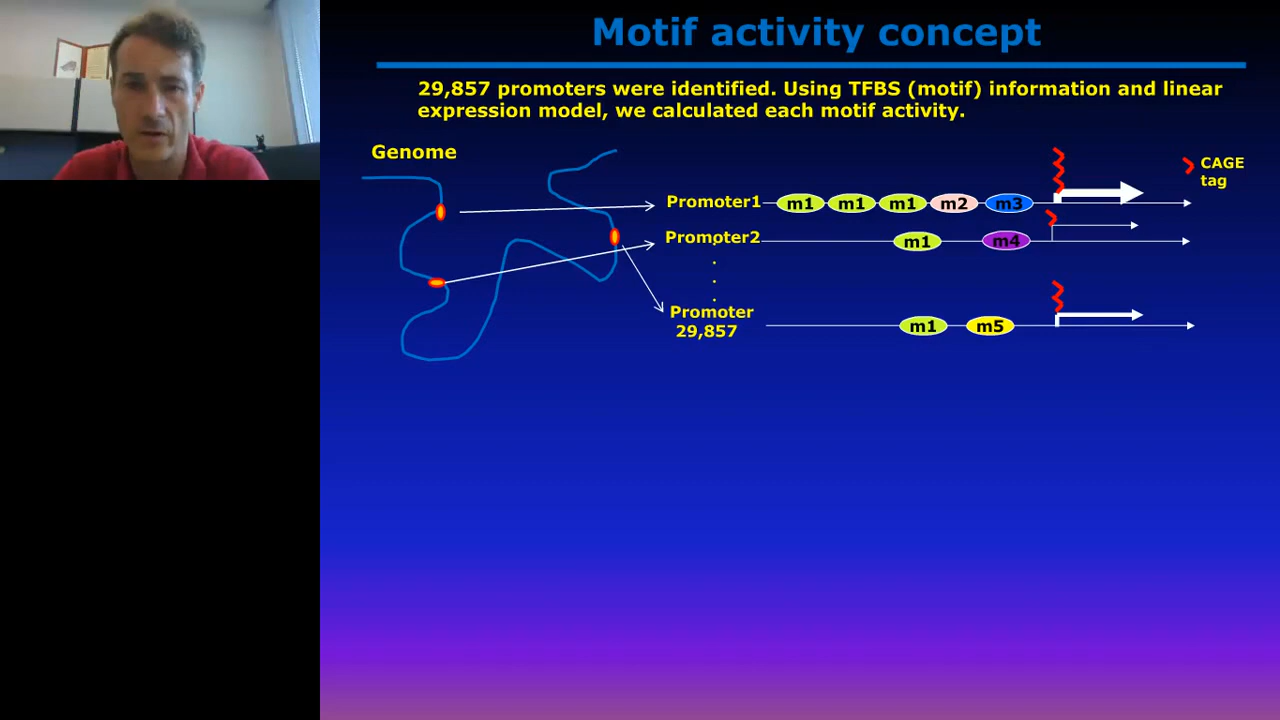 Motif activity concept
29,857 promoters were identified. Using TFBS (motif) information and linear
expression model, we calculated each motif activity.
Genome
CAGE
tag
Promoter1
m1 m1 m1 m2 m3
Promoter2
m1 m4
Promoter
29,857
m1 m5